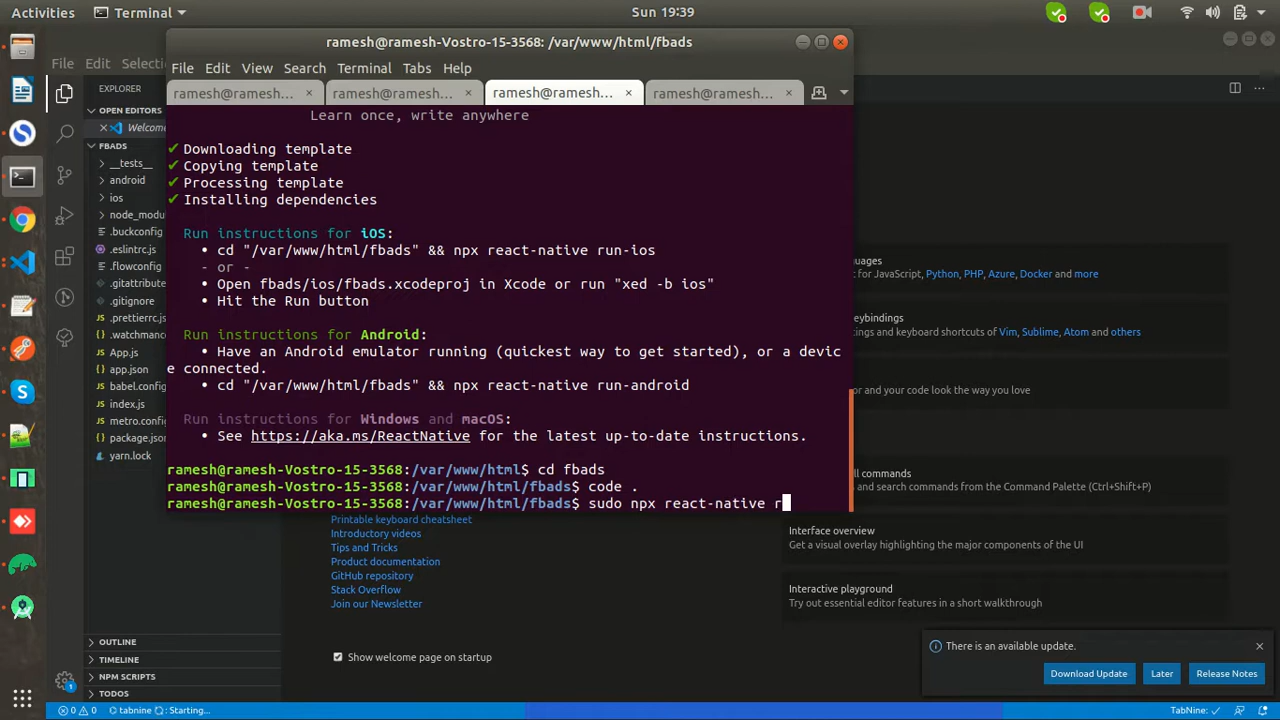 Activities
Terminal
Sun 19:39
ramesh@ramesh-Vostro-15-3568: /var/www/html/fbads
File Edit View Search Terminal Tabs Help
ramesh@ramesh... × ramesh@ramesh... × ramesh@ramesh... × ramesh@ramesh... ×
Learn once, write anywhere
✔ Downloading template
✔ Copying template
✔ Processing template
✔ Installing dependencies
Run instructions for iOS:
• cd "/var/www/html/fbads" && npx react-native run-ios
- or -
• Open fbads/ios/fbads.xcodeproj in Xcode or run "xed -b ios"
• Hit the Run button
Run instructions for Android:
• Have an Android emulator running (quickest way to get started), or a devic
e connected.
• cd "/var/www/html/fbads" && npx react-native run-android
Run instructions for Windows and macOS:
• See https://aka.ms/ReactNative for the latest up-to-date instructions.
ramesh@ramesh-Vostro-15-3568:/var/www/html$ cd fbads
ramesh@ramesh-Vostro-15-3568:/var/www/html/fbads$ code .
ramesh@ramesh-Vostro-15-3568:/var/www/html/fbads$ sudo npx react-native r
File Edit Selecti
EXPLORER
OPEN EDITORS
× Welcome
FBADS
__tests__
android
ios
node_modu
.buckconfig
.eslintrc.js
.flowconfig
.gitattribute
.gitignore
.prettierrc.j
.watchman
App.js
app.json
babel.config
index.js
metro.config
package.json
yarn.lock
OUTLINE
TIMELINE
NPM SCRIPTS
TODOS
Printable keyboard cheatsheet
Introductory videos
Tips and Tricks
Product documentation
GitHub repository
Stack Overflow
Join our Newsletter
Show welcome page on startup
uages
for JavaScript, Python, PHP, Azure, Docker and more
eybindings
ings and keyboard shortcuts of Vim, Sublime, Atom and others
or and your code look the way you love
ll commands
and search commands from the Command Palette (Ctrl+Shift+P)
Interface overview
Get a visual overlay highlighting the major components of the UI
Interactive playground
Try out essential editor features in a short walkthrough
There is an available update.
Download Update Later Release Notes
1
0 0 tabnine : Starting...
TabNine: ✓